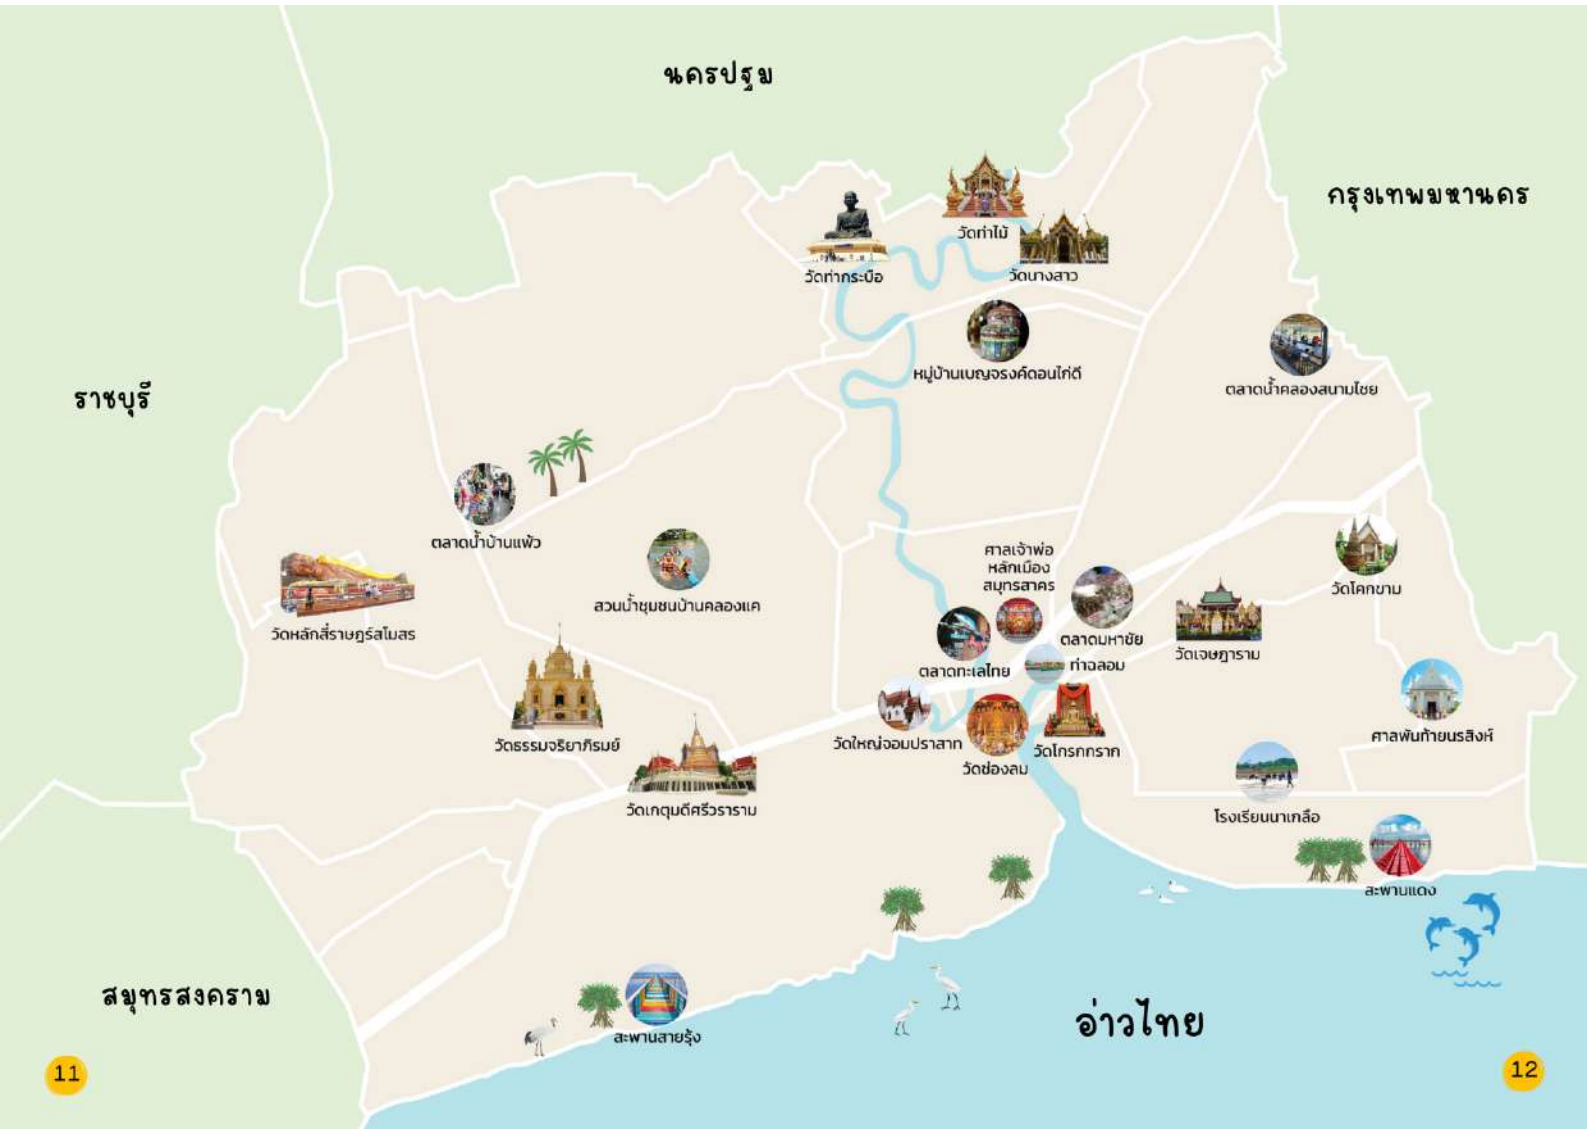 นครปฐม
กรุงเทพมหานคร
วัดท่าไม้
วัดท่ากระบือ
วัดนางสาว
หมู่บ้านเบญจรงค์ดอนไก่ดี
ตลาดน้ำคลองสนามไชย
ราชบุรี
ตลาดน้ำบ้านแพ้ว
ศาลเจ้าพ่อ
หลักเมือง
สมุทรสาคร
วัดโคกขาม
สวนน้ำชุมชนบ้านคลองแค
วัดหลักสี่ราษฎร์สโมสร
ตลาดมหาชัย
วัดเจษฎาราม
ตลาดทะเลไทย
ท่าฉลอม
ศาลพันท้ายนรสิงห์
วัดธรรมจริยาภิรมย์
วัดใหญ่จอมปราสาท
วัดโกรกกราก
วัดช่องลม
วัดเกตุมดีศรีวราราม
โรงเรียนนาเกลือ
สะพานแดง
สมุทรสงคราม
อ่าวไทย
สะพานสายรุ้ง
11
12